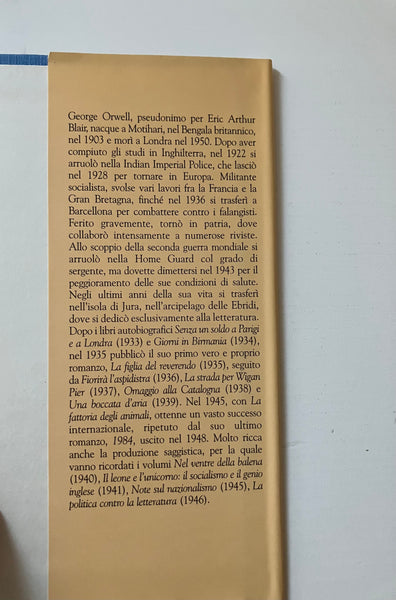 George Orwell, pseudonimo per Eric Arthur
Blair, nacque a Motihari, nel Bengala britannico,
nel 1903 e morì a Londra nel 1950. Dopo aver
compiuto gli studi in Inghilterra, nel 1922 si
arruolò nella Indian Imperial Police, che lasciò
nel 1928 per tornare in Europa. Militante
socialista, svolse vari lavori fra la Francia e la
Gran Bretagna, finché nel 1936 si trasferì a
Barcellona per combattere contro i falangisti.
Ferito gravemente, tornò in patria, dove
collaborò intensamente a numerose riviste.
Allo scoppio della seconda guerra mondiale si
arruolò nella Home Guard col grado di
sergente, ma dovette dimettersi nel 1943 per il
peggioramento delle sue condizioni di salute.
Negli ultimi anni della sua vita si trasferì
nell'isola di Jura, nell'arcipelago delle Ebridi,
dove si dedicò esclusivamente alla letteratura.
Dopo i libri autobiografici Senza un soldo a Parigi
e a Londra (1933) e Giorni in Birmania (1934),
nel 1935 pubblicò il suo primo vero e proprio
romanzo, La figlia del reverendo (1935), seguito
da Fiorirà l'aspidistra (1936), La strada per Wigan
Pier (1937), Omaggio alla Catalogna (1938) e
Una boccata d'aria (1939). Nel 1945, con La
fattoria degli animali, ottenne un vasto successo
internazionale, ripetuto dal suo ultimo
romanzo, 1984, uscito nel 1948. Molto ricca
anche la produzione saggistica, per la quale
vanno ricordati i volumi Nel ventre della balena
(1940), Il leone e l'unicorno: il socialismo e il genio
inglese (1941), Note sul nazionalismo (1945), La
politica contro la letteratura (1946).